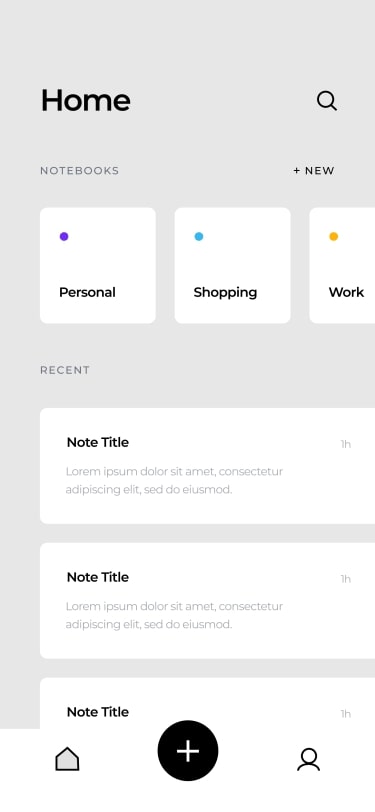 Home
NOTEBOOKS
+ NEW
Personal
Shopping
Work
RECENT
Note Title
1h
Lorem ipsum dolor sit amet, consectetur
adipiscing elit, sed do eiusmod.
Note Title
1h
Lorem ipsum dolor sit amet, consectetur
adipiscing elit, sed do eiusmod.
Note Title
1h